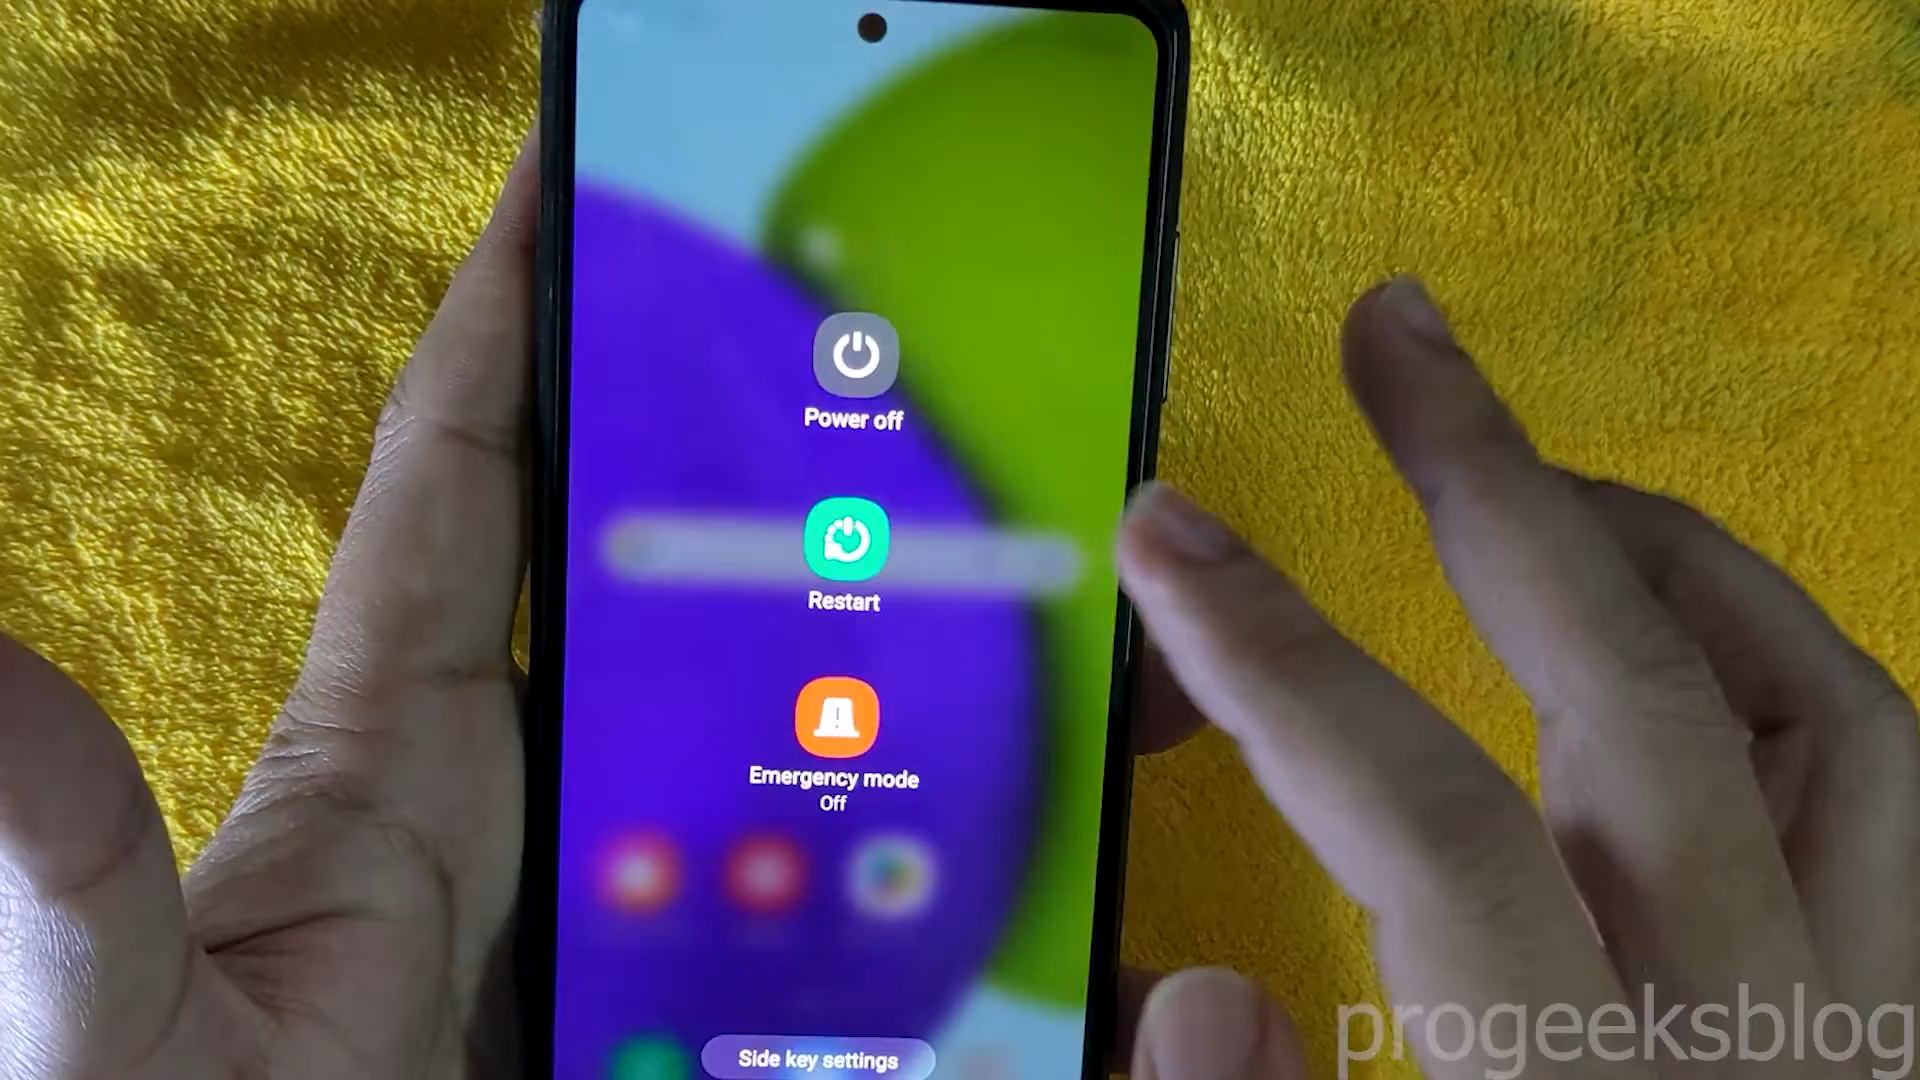 Power off
Restart
Emergency mode
Off
Side key settings
progeeksblog